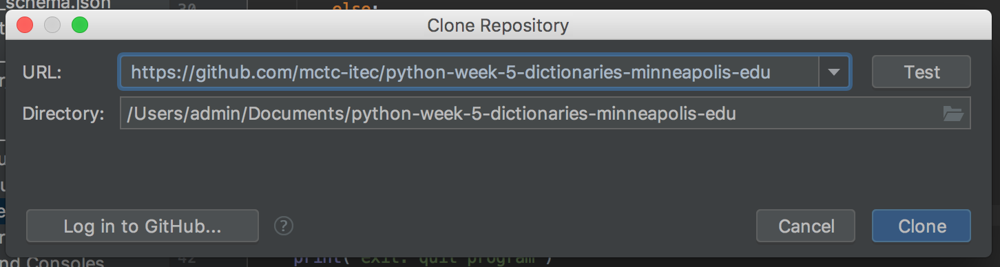 _schema.json
30
else:
Clone Repository
URL:
https://github.com/mctc-itec/python-week-5-dictionaries-minneapolis-edu
Test
Directory:
/Users/admin/Documents/python-week-5-dictionaries-minneapolis-edu
Log in to GitHub...
?
Cancel
Clone
nd Consoles
42
print("exit: quit program")